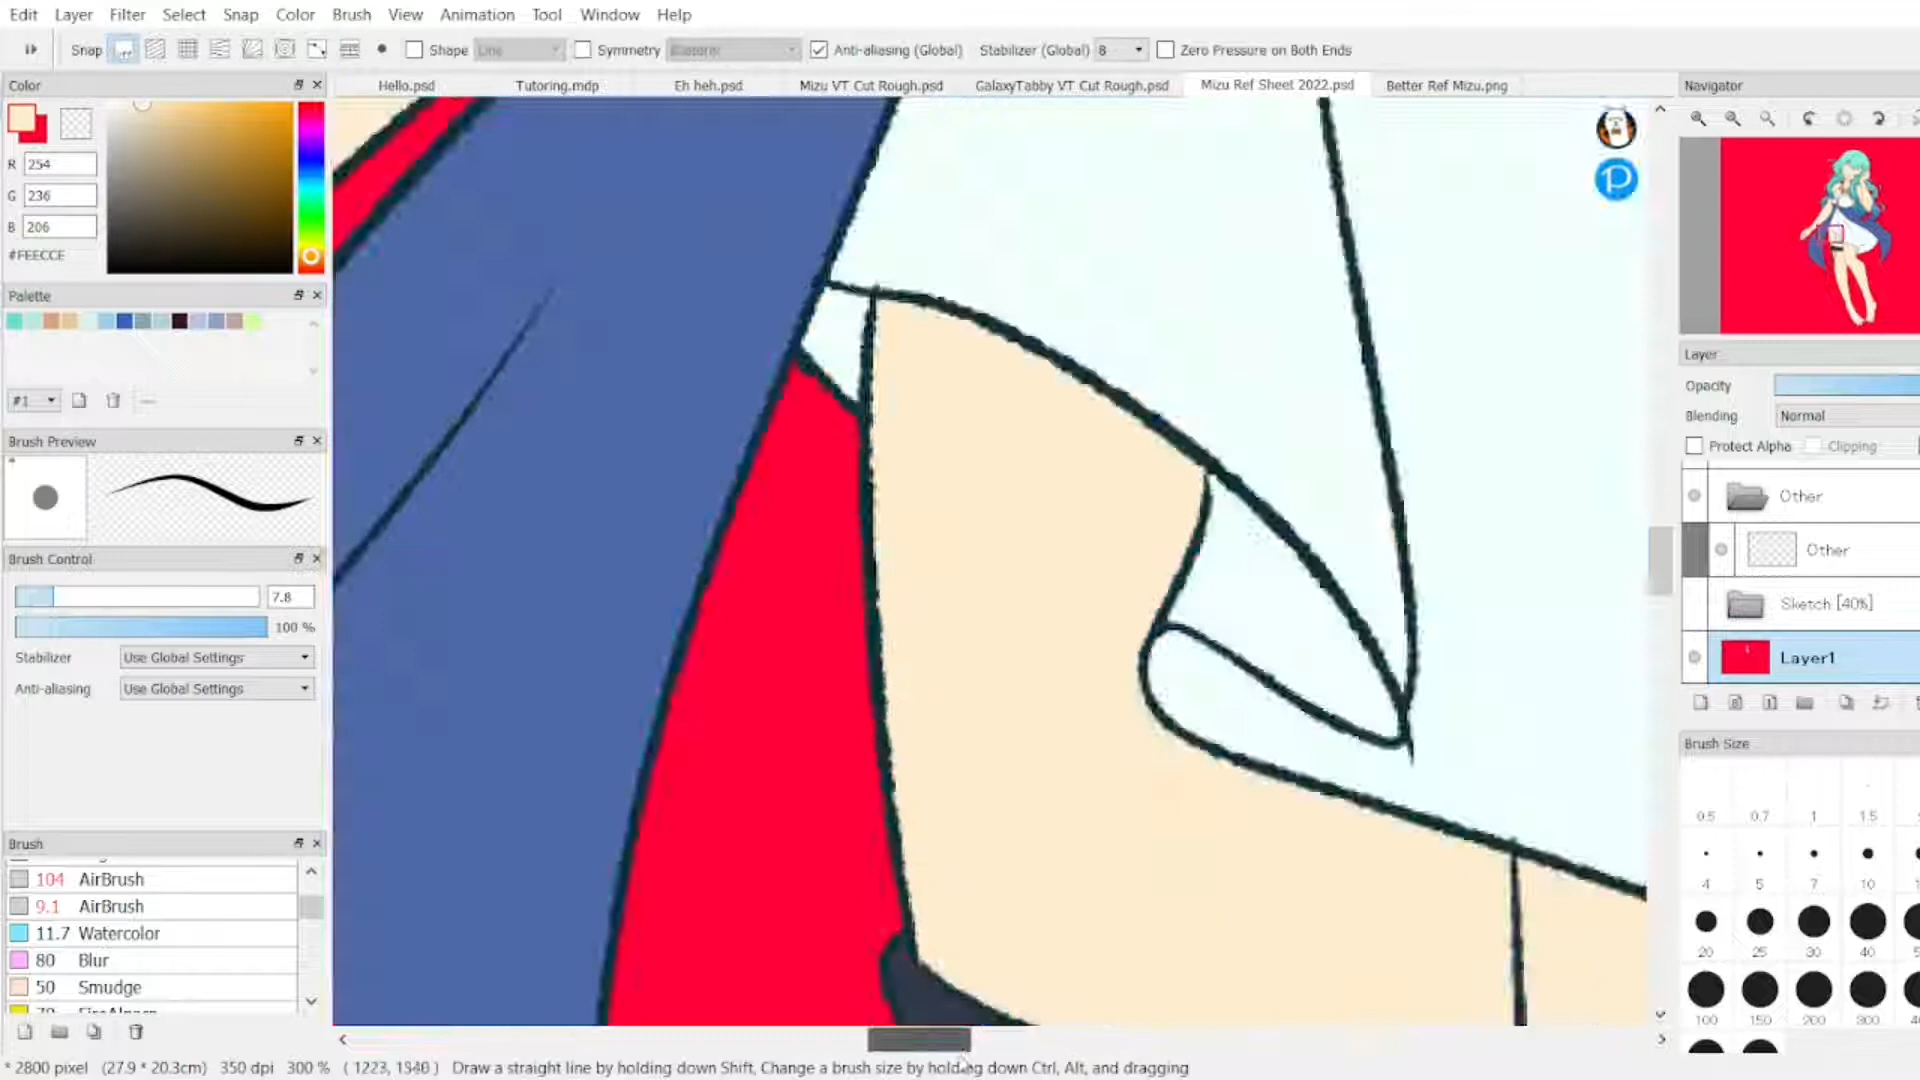 Edit Layer Filter Select Snap Color Brush View Animation Tool Window Help
Snap Shape Line Symmetry Anti-aliasing (Global) Stabilizer (Global) 8 Zero Pressure on Both Ends
Color
Hello.psd Tutoring.mdp Eh heh.psd Mizu VT Cut Rough.psd GalaxyTabby VT Cut Rough.psd Mizu Ref Sheet 2022.psd Better Ref Mizu.png
Navigator
R 254
G 236
B 206
#FEECCE
Palette
#1
Brush Preview
Brush Control
7.8
100 %
Stabilizer Use Global Settings
Anti-aliasing Use Global Settings
Brush
104 AirBrush
9.1 AirBrush
11.7 Watercolor
80 Blur
50 Smudge
Layer
Opacity
Blending Normal
Protect Alpha Clipping
Other
Other
Sketch [40%]
Layer1
Brush Size
0.5 0.7 1 1.5
4 5 7 10
20 25 30 40
100 150 200 300
* 2800 pixel (27.9 * 20.3cm) 350 dpi 300 % Draw a straight line by holding down Shift, Change a brush size by holding down Ctrl, Alt, and dragging